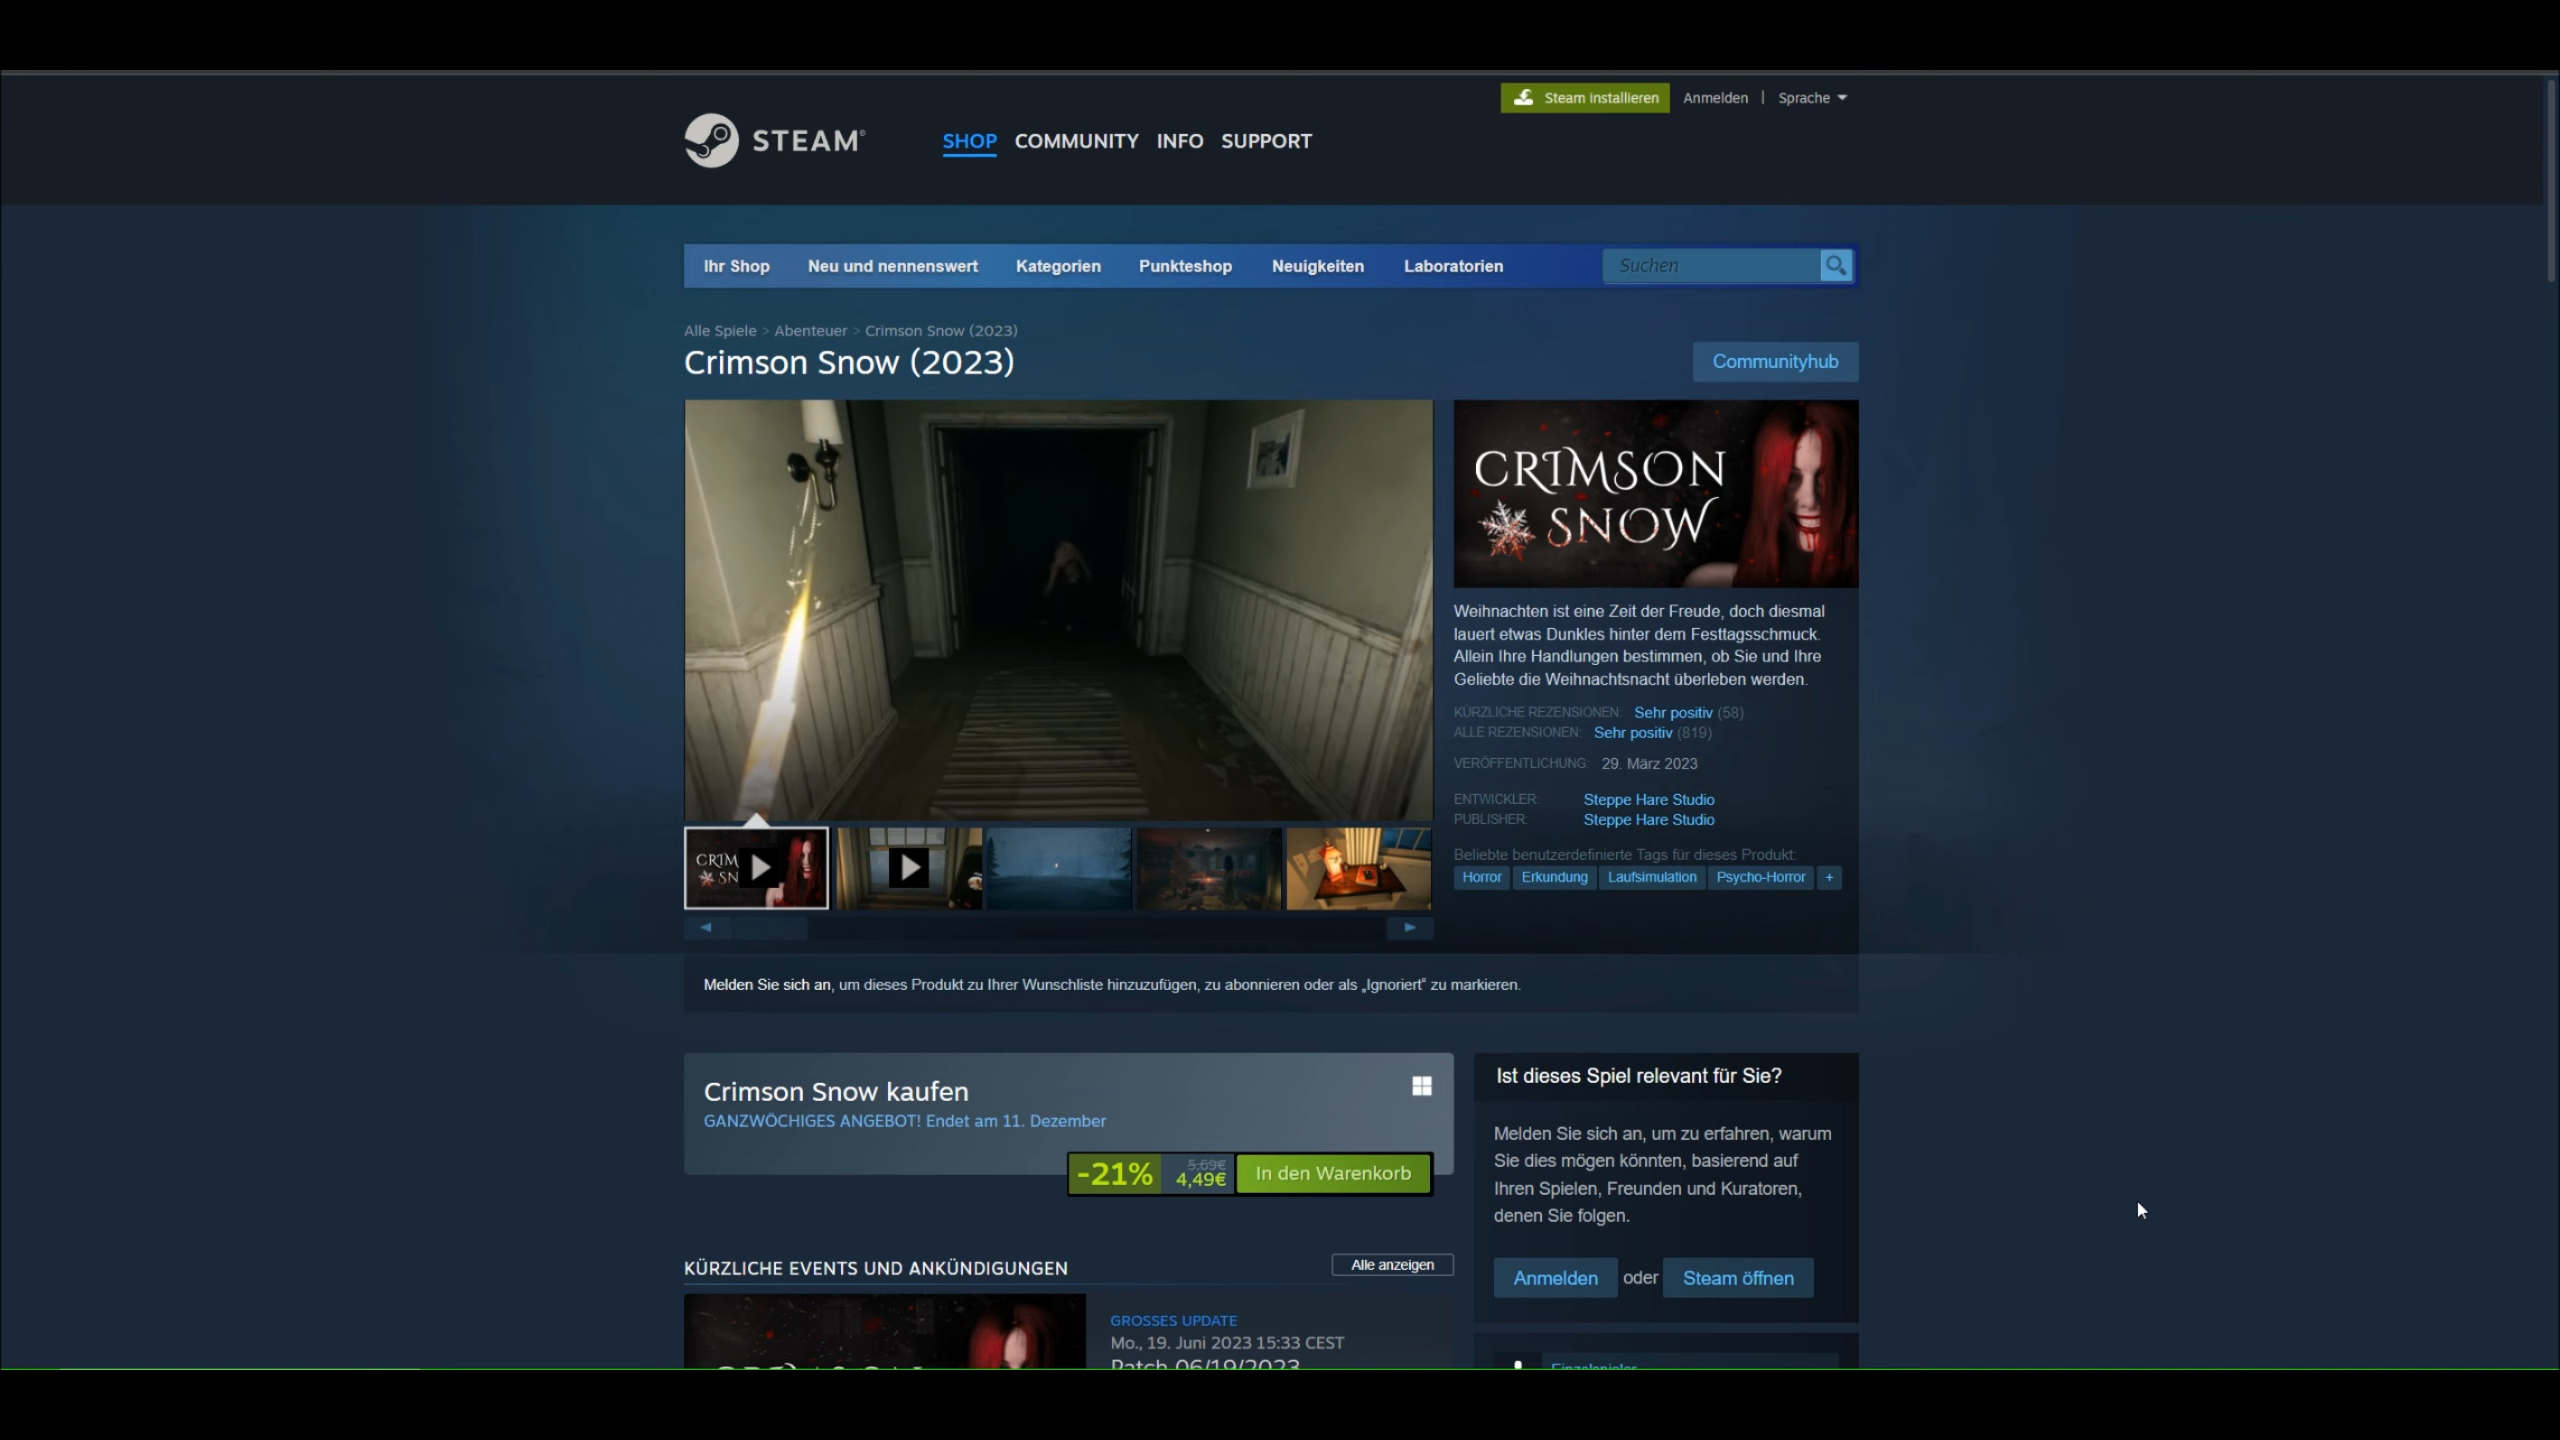 Steam installieren Anmelden | Sprache
STEAM® SHOP COMMUNITY INFO SUPPORT
Ihr Shop Neu und nennenswert Kategorien Punkteshop Neuigkeiten Laboratorien Suchen
Alle Spiele > Abenteuer > Crimson Snow (2023)
Crimson Snow (2023)
Communityhub
CRIMSON
SNOW
Weihnachten ist eine Zeit der Freude, doch diesmal
lauert etwas Dunkles hinter dem Festtagsschmuck.
Allein Ihre Handlungen bestimmen, ob Sie und Ihre
Geliebte die Weihnachtsnacht überleben werden.
KÜRZLICHE REZENSIONEN: Sehr positiv (58)
ALLE REZENSIONEN: Sehr positiv (819)
VERÖFFENTLICHUNG: 29. März 2023
ENTWICKLER: Steppe Hare Studio
PUBLISHER: Steppe Hare Studio
Beliebte benutzerdefinierte Tags für dieses Produkt:
Horror Erkundung Laufsimulation Psycho-Horror +
CRIM
SN
Melden Sie sich an, um dieses Produkt zu Ihrer Wunschliste hinzuzufügen, zu abonnieren oder als „Ignoriert“ zu markieren.
Crimson Snow kaufen
GANZWÖCHIGES ANGEBOT! Endet am 11. Dezember
-21% 5,69€
4,49€
In den Warenkorb
Ist dieses Spiel relevant für Sie?
Melden Sie sich an, um zu erfahren, warum
Sie dies mögen könnten, basierend auf
Ihren Spielen, Freunden und Kuratoren,
denen Sie folgen.
Anmelden oder Steam öffnen
KÜRZLICHE EVENTS UND ANKÜNDIGUNGEN Alle anzeigen
GROSSES UPDATE
Mo., 19. Juni 2023 15:33 CEST
Patch 06/19/2023
Einzelspieler